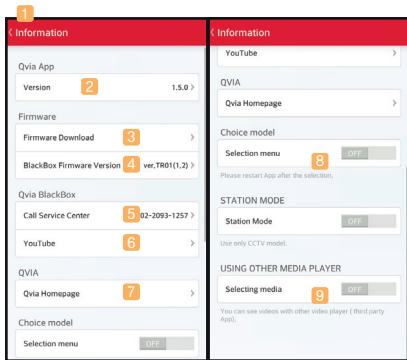 1
Information
Qvia App
Version 2 1.5.0 >
Firmware
Firmware Download 3 >
BlackBox Firmware Version 4 ver,TR01(1,2) >
Qvia BlackBox
Call Service Center 5 02-2093-1257 >
YouTube 6 >
QVIA
Qvia Homepage 7 >
Choice model
Selection menu OFF
Information
YouTube
QVIA
Qvia Homepage >
Choice model
Selection menu 8 OFF
Please restart App after the selection.
STATION MODE
Station Mode OFF
Use only CCTV model.
USING OTHER MEDIA PLAYER
Selecting media 9 OFF
You can see videos with other video player ( third party
App).